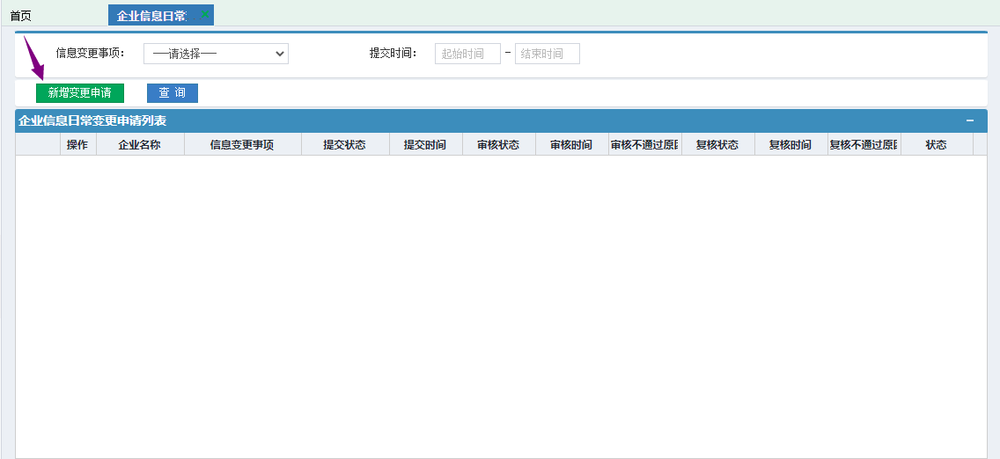 首页
企业信息日常
信息变更事项：
──请选择──
提交时间：
起始时间
-
结束时间
新增变更申请
查 询
企业信息日常变更申请列表
操作
企业名称
信息变更事项
提交状态
提交时间
审核状态
审核时间
审核不通过原
复核状态
复核时间
复核不通过原
状态